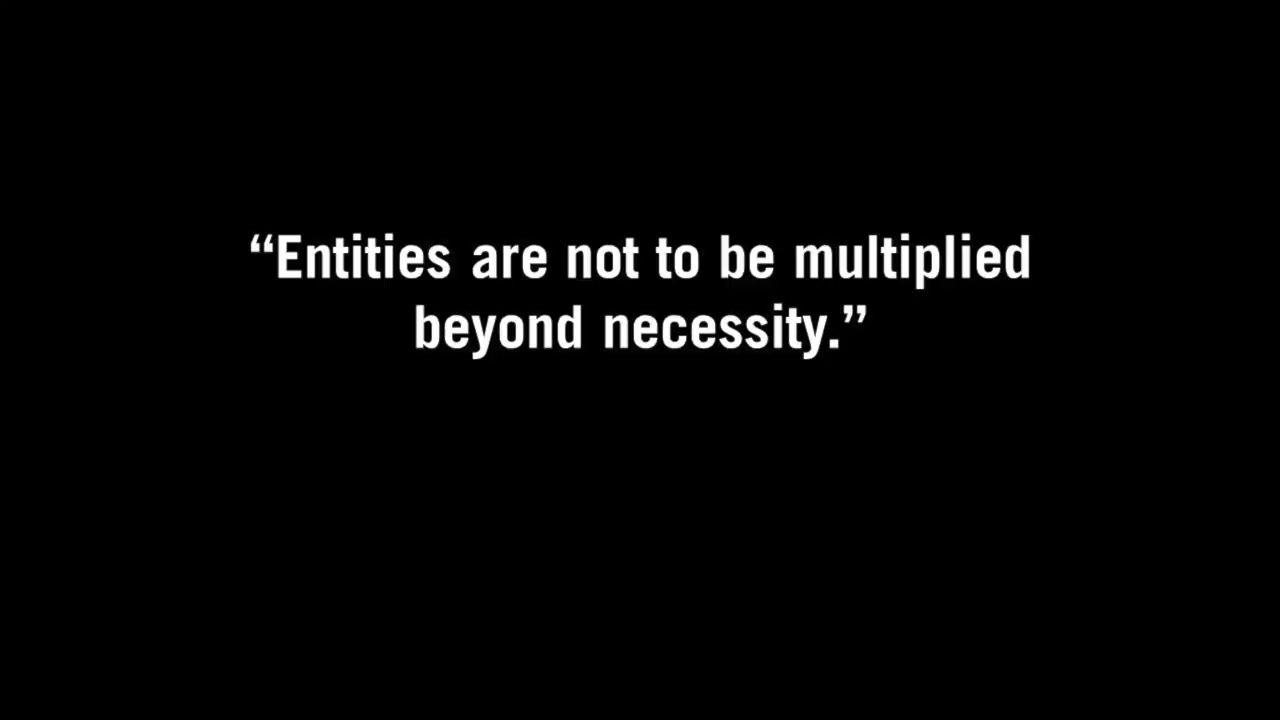 “Entities are not to be multiplied
beyond necessity.”